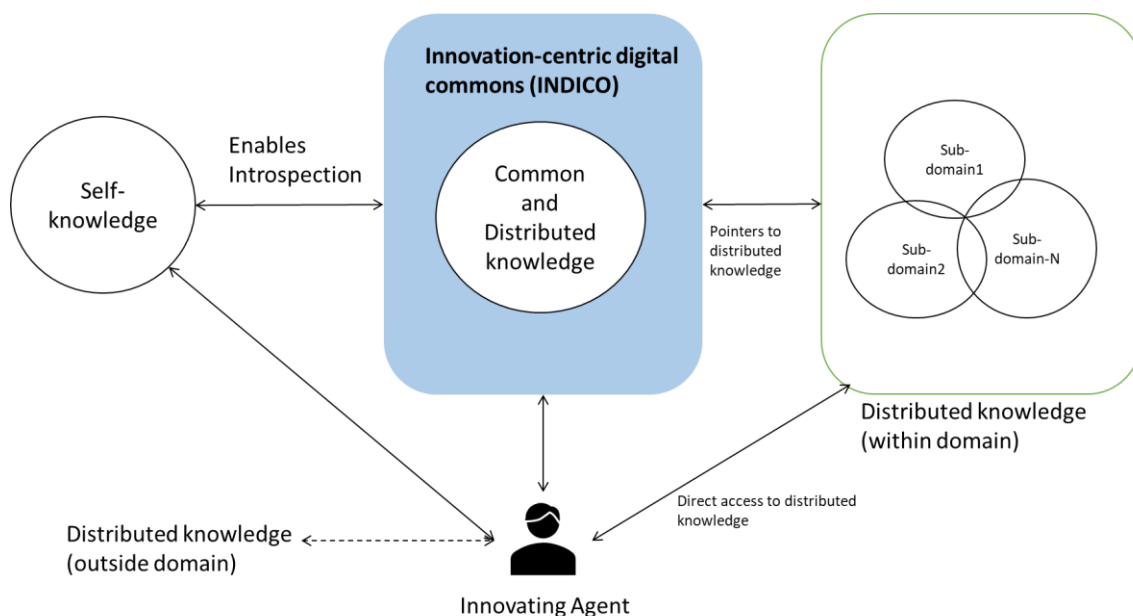 Innovation-centric digital
commons (INDICO)
Enables
Introspection
Self-
knowledge
Common
and
Distributed
knowledge
Pointers to
distributed
knowledge
Sub-
domain1
Sub-
domain2
Sub-
domain-N
Distributed knowledge
(within domain)
Direct access to distributed
knowledge
Distributed knowledge
(outside domain)
Innovating Agent